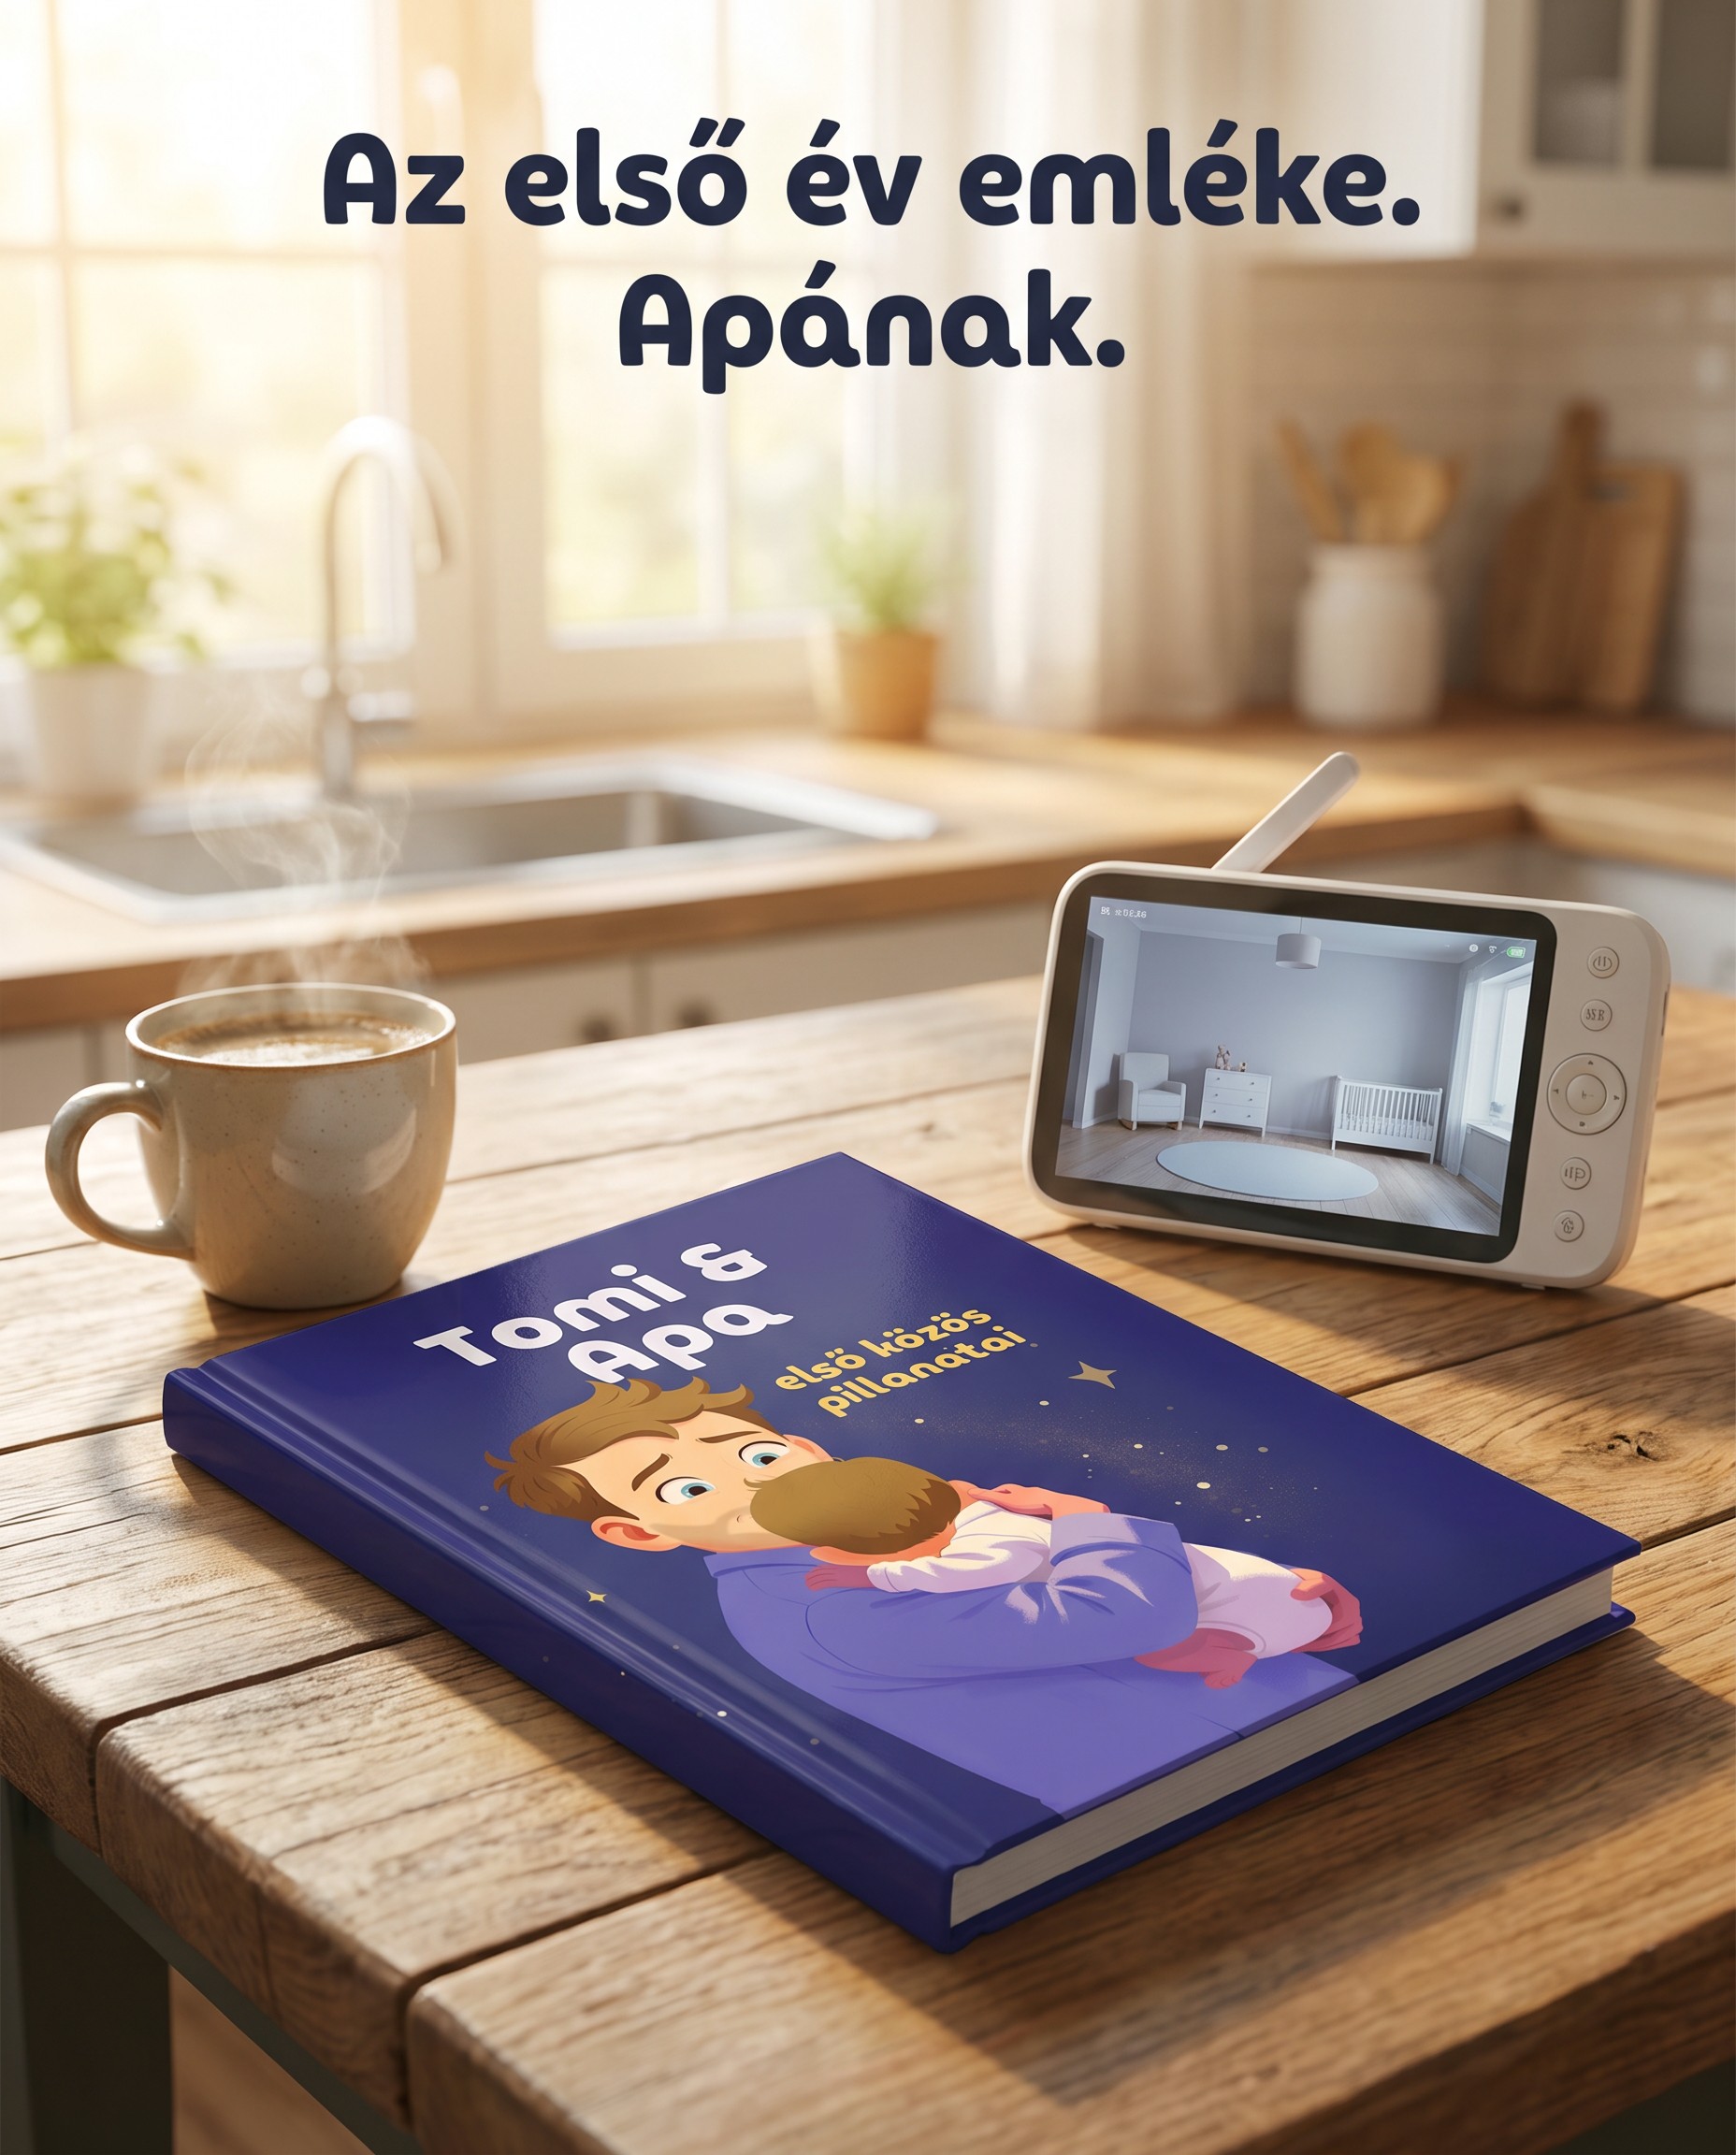 Az első év emléke.
Apának.
Tomi &
Apa
első közös
pillanatai